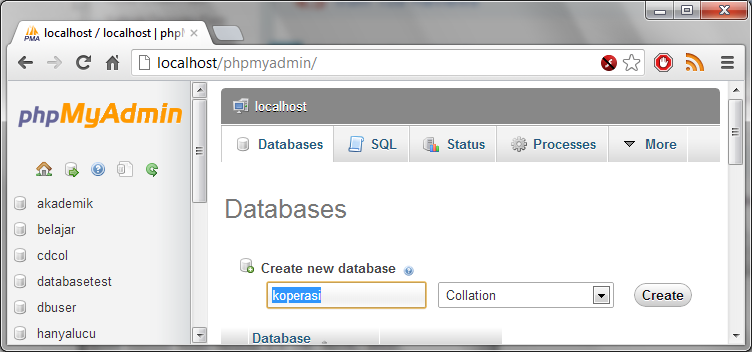 localhost / localhost | phpM
localhost/phpmyadmin/
phpMyAdmin
akademik
belajar
cdcol
databasetest
dbuser
hanyalucu
localhost
Databases SQL Status Processes More
Databases
Create new database
koperasi
Collation
Create
Database